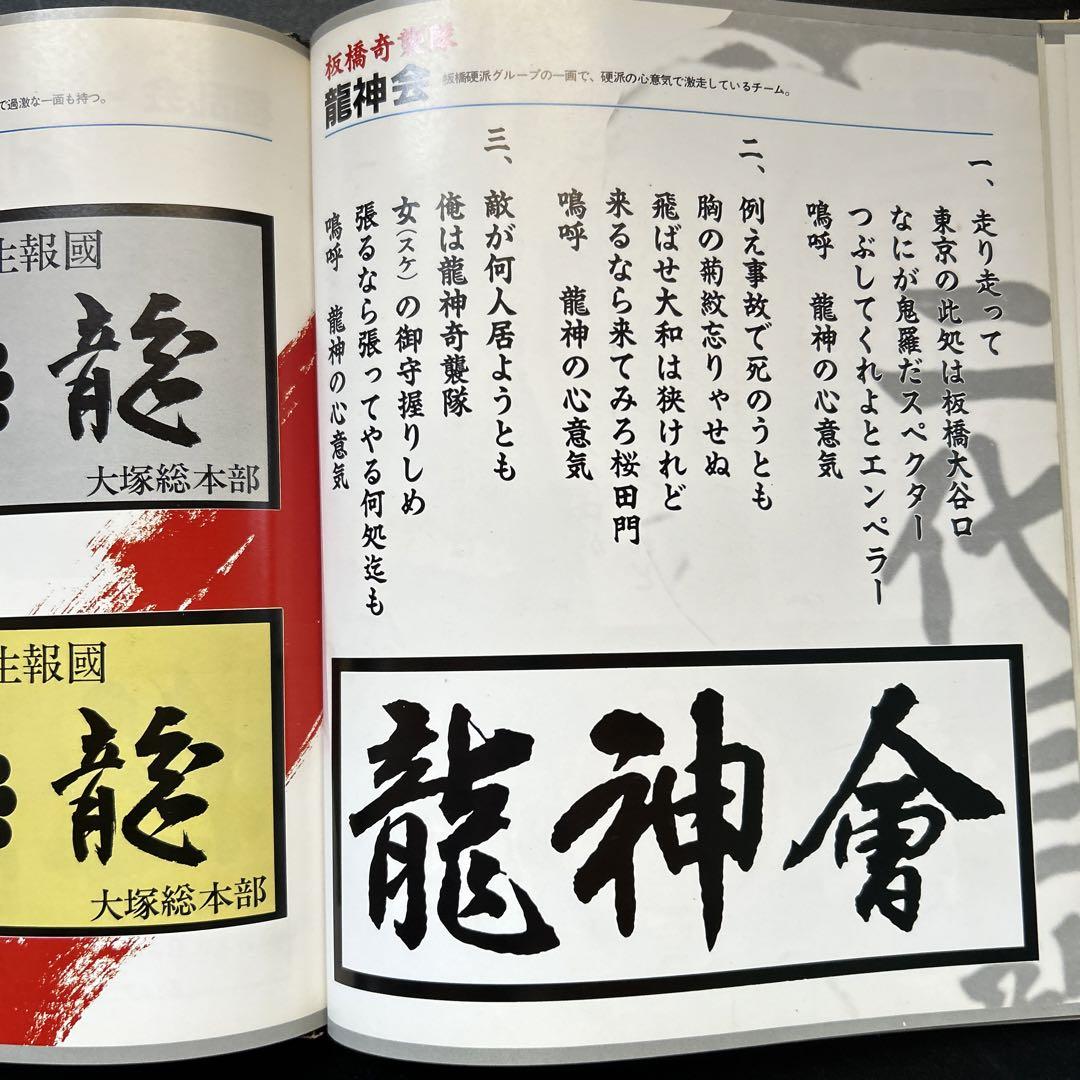 で過激な一面も持つ。
生報國
龍
大塚総本部
生報國
龍
大塚総本部
板橋奇襲隊
龍神会
板橋硬派グループの一画で、硬派の心意気で激走しているチーム。
一、走り走って
東京の此処は板橋大谷口
なにが鬼羅だスペクター
つぶしてくれよとエンペラー
鳴呼 龍神の心意気
二、例え事故で死のうとも
胸の菊紋忘りゃせぬ
飛ばせ大和は狭けれど
来るなら来てみろ桜田門
鳴呼 龍神の心意気
三、敵が何人居ようとも
俺は龍神奇襲隊
女(スケ)の御守握りしめ
張るなら張ってやる何処迄も
鳴呼 龍神の心意気
龍神會